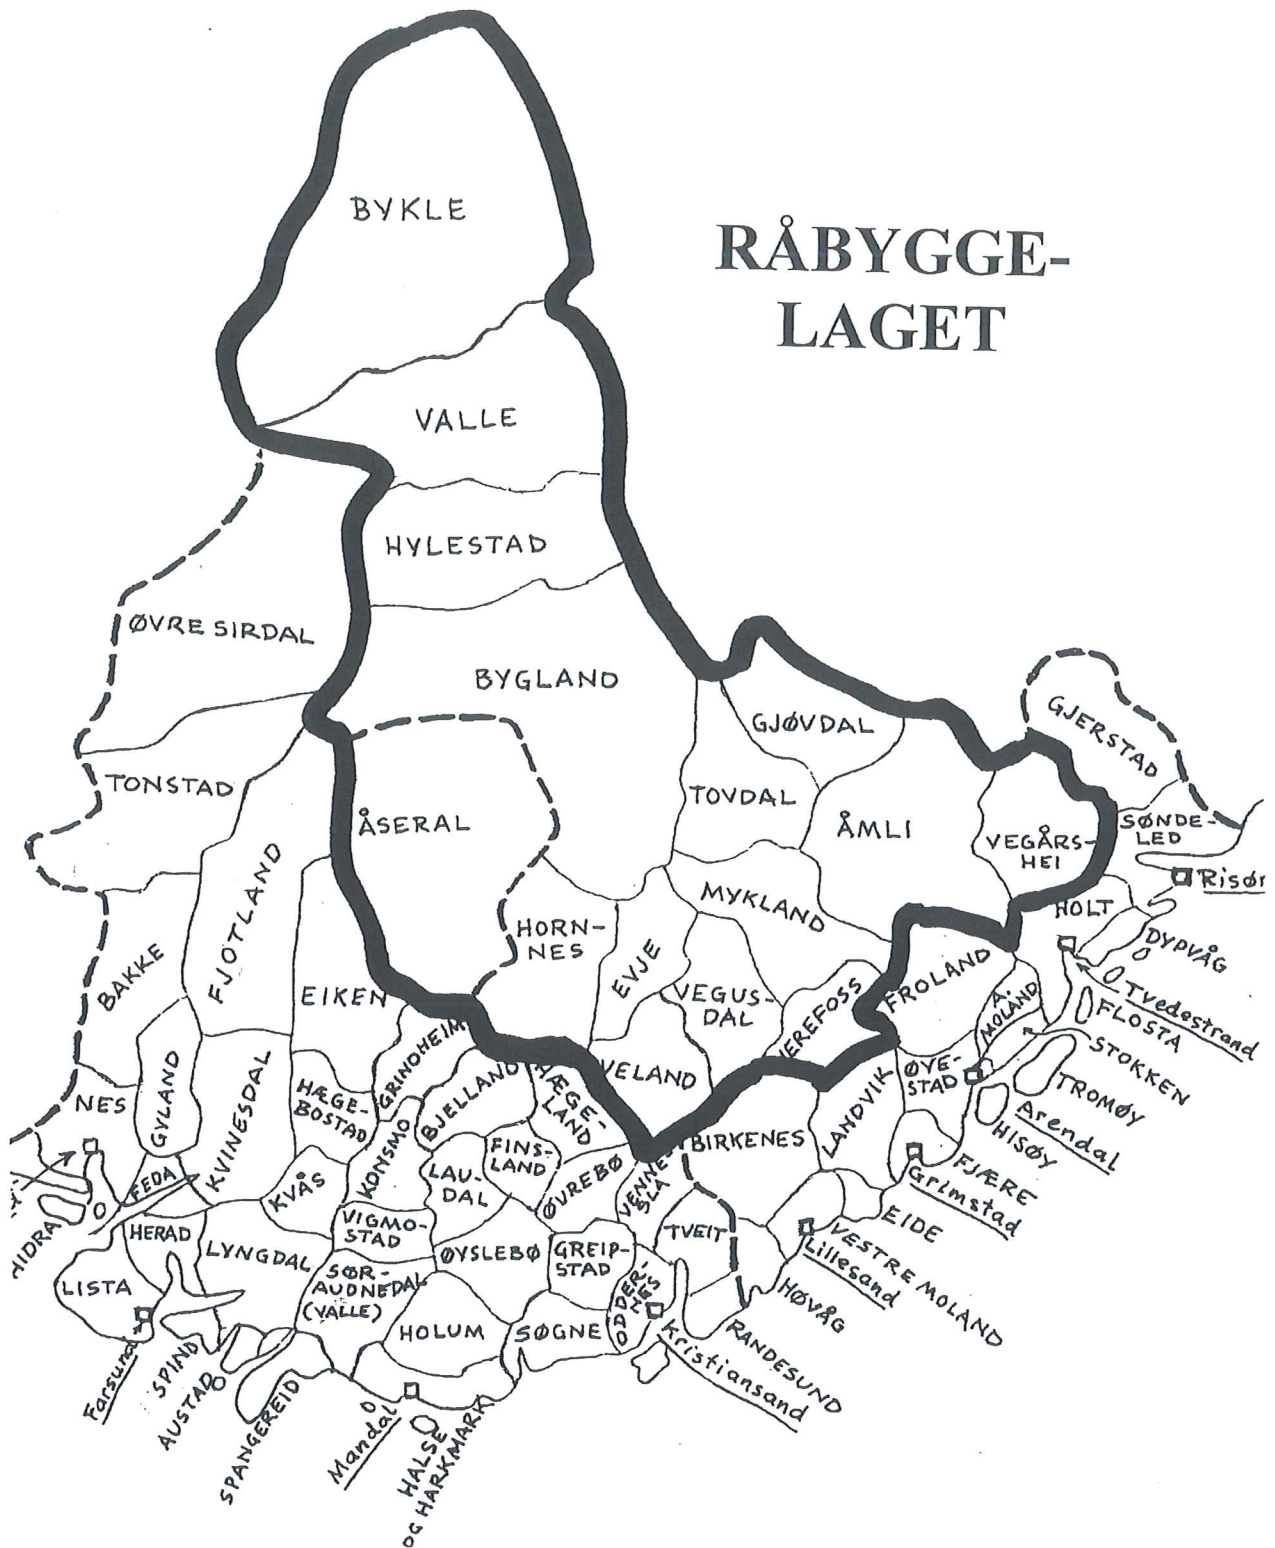 RÅBYGGE-
LAGET
BYKLE
VALLE
HYLESTAD
ØVRE SIRDAL
BYGLAND
GJØVDAL
GJERSTAD
TONSTAD
TOVDAL
ÅSERAL
ÅMLI
VEGÅRS-
HEI
SØNDE-
LED
Risør
FJOTLAND
MYKLAND
HOLT
HORN-
NES
DYPVÅG
BAKKE
EVJE
FROLAND
EIKEN
VEGUS-
DAL
HEREFOSS
A.
MOLAND
Tvedestrand
FLOSTA
STOKKEN
GRINDHEIM
VELAND
ØYE-
STAD
TROMØY
NES
GYLAND
KVINESDAL
HÆGE-
BOSTAD
BJELLAND
HÆGE-
LAND
LANDVIK
Arendal
HISØY
KONSMO
BIRKENES
FINS-
LAND
FJÆRE
Grimstad
FEDA
KVÅS
LAU-
DAL
ØVREBØ
VENNE-
SLA
EIDE
HIDRA
HERAD
VIGMO-
STAD
TVEIT
VESTRE MOLAND
Lillesand
LYNGDAL
ØYSLEBØ
GREIP-
STAD
LISTA
SØR-
AUDNEDAL
(VALLE)
ODDER-
NES
HØVÅG
HOLUM
SØGNE
RANDESUND
Kristiansand
Farsund
SPIND
AUSTAD
SPANGEREID
Mandal
HALSE
OG HARKMARK